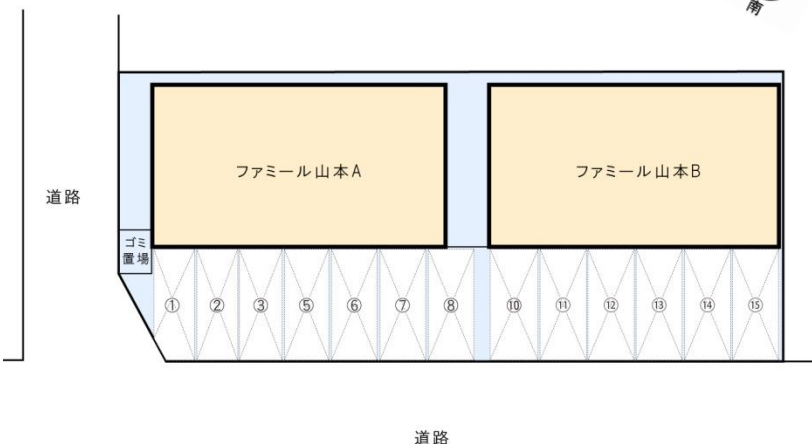 南
ファミール山本A
ファミール山本B
道路
ゴミ
置場
① ② ③ ⑤ ⑥ ⑦ ⑧ ⑩ ⑪ ⑫ ⑬ ⑭ ⑮
道路